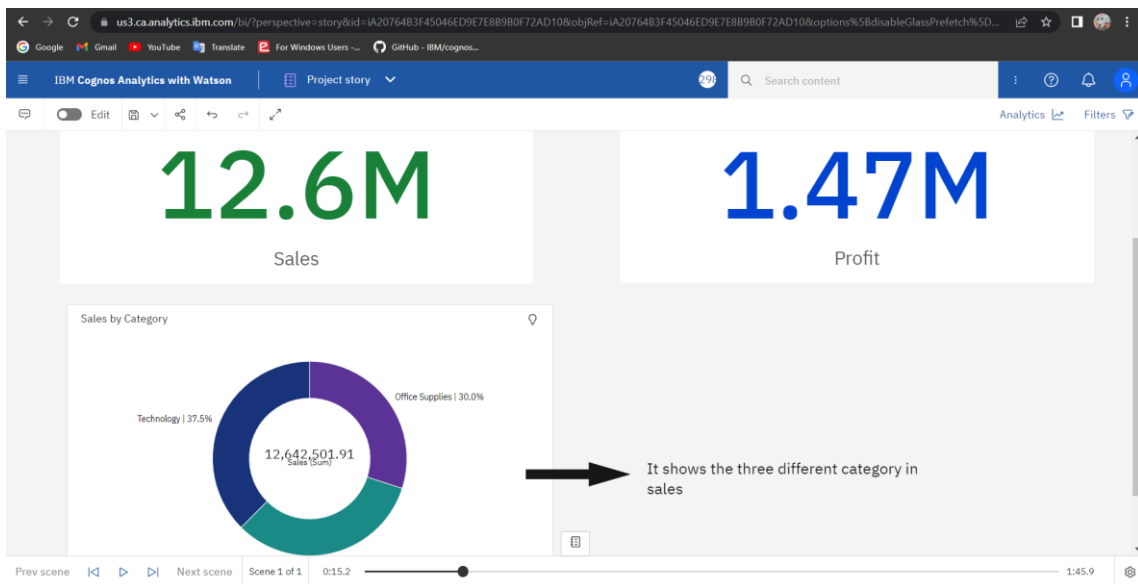 us3.ca.analytics.ibm.com/bi/?perspective=story&id=iA20764B3F45046ED9E7E8B9B0F72AD10&objRef=iA20764B3F45046ED9E7E8B9B0F72AD10&options%5BdisableGlassPrefetch%5D...
Google Gmail YouTube Translate For Windows Users -... GitHub - IBM/cognos...
IBM Cognos Analytics with Watson Project story Search content
Edit Analytics Filters
12.6M 1.47M
Sales Profit
Sales by Category
Office Supplies | 30.0%
Technology | 37.5%
12,642,501.91
Sales (Sum)
It shows the three different category in
sales
Prev scene Next scene Scene 1 of 1 0:15.2 1:45.9